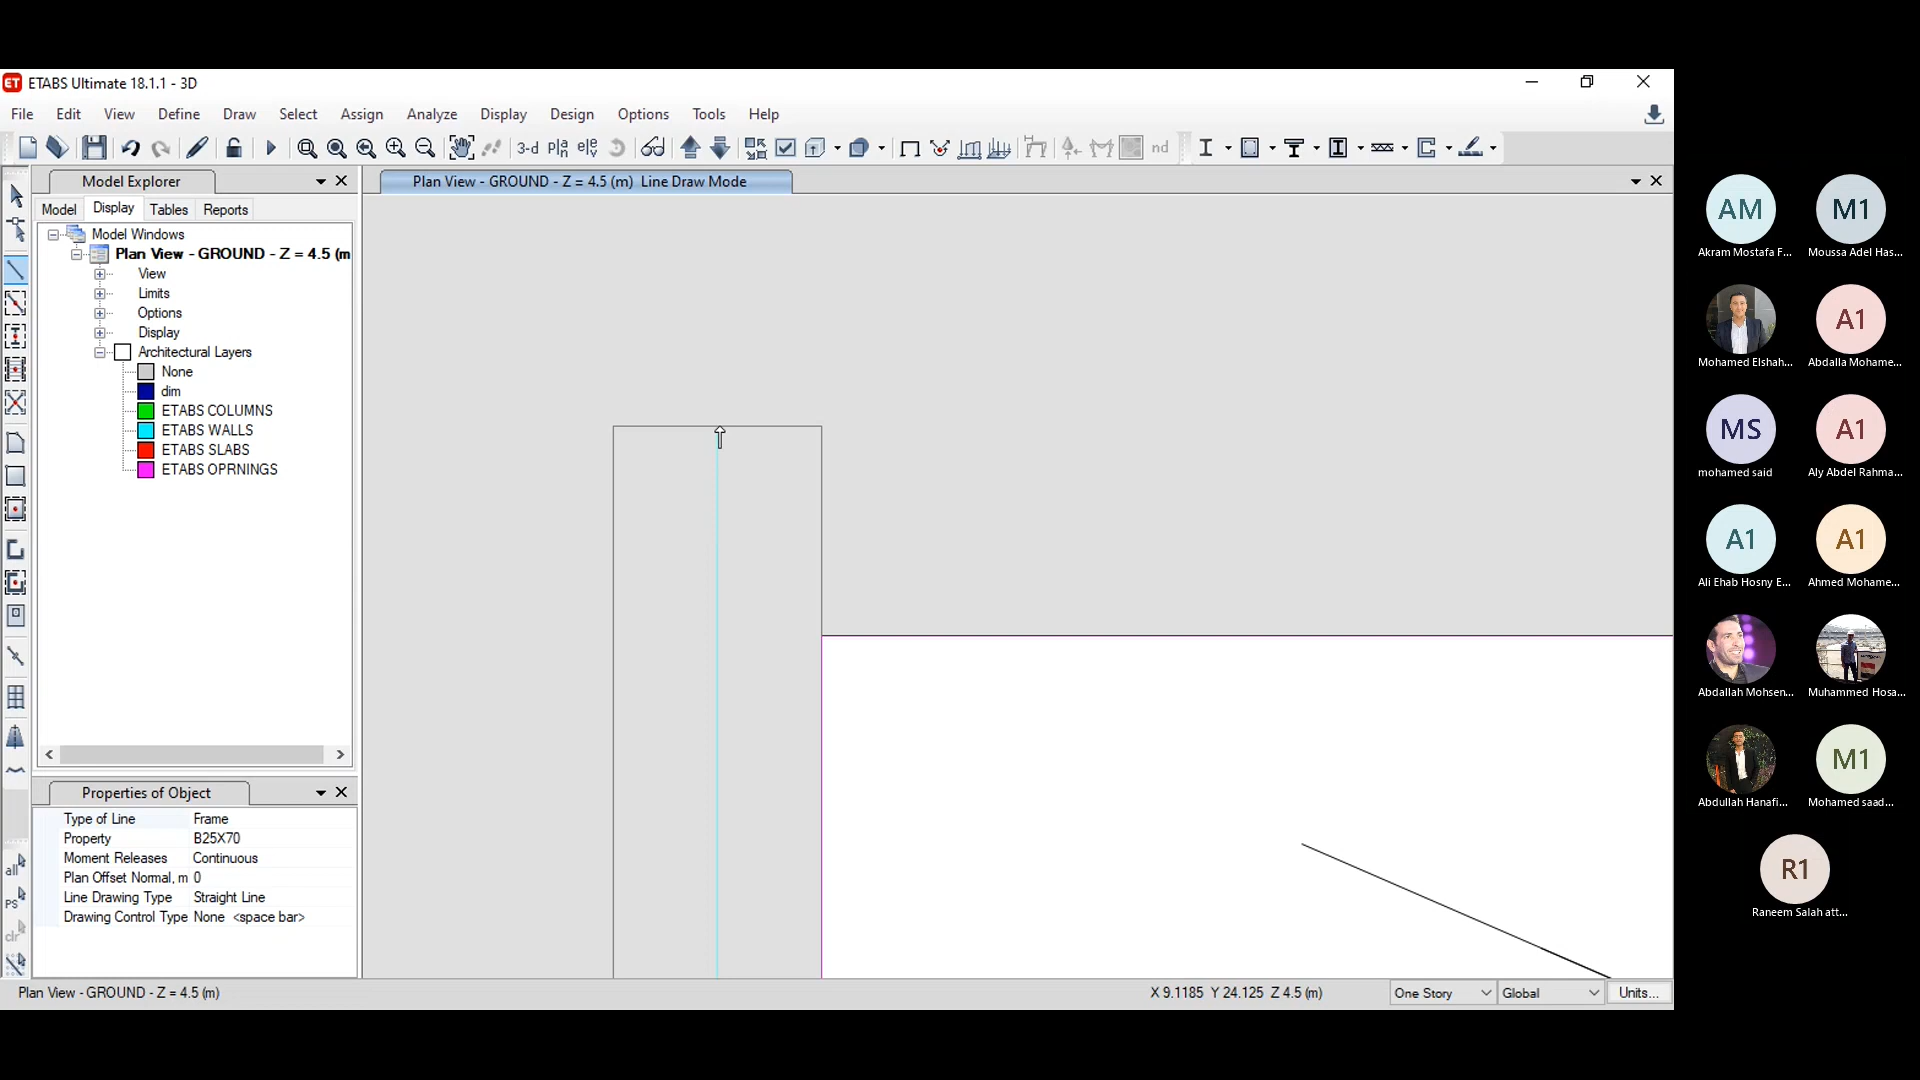 ETABS Ultimate 18.1.1 - 3D
File Edit View Define Draw Select Assign Analyze Display Design Options Tools Help
3-d pla ele nd
Model Explorer
Plan View - GROUND - Z = 4.5 (m) Line Draw Mode
Model Display Tables Reports
Model Windows
Plan View - GROUND - Z = 4.5 (m
View
Limits
Options
Display
Architectural Layers
None
dim
ETABS COLUMNS
ETABS WALLS
ETABS SLABS
ETABS OPRNINGS
Properties of Object
Type of Line Frame
Property B25X70
Moment Releases Continuous
Plan Offset Normal, m 0
Line Drawing Type Straight Line
Drawing Control Type None <space bar>
all
PS
clr
Plan View - GROUND - Z = 4.5 (m)
X 9.1185 Y 24.125 Z 4.5 (m)
One Story Global Units...
AM M1
Akram Mostafa F... Moussa Adel Has...
A1
Mohamed Elshah... Abdalla Mohame...
MS A1
mohamed said Aly Abdel Rahma...
A1 A1
Ali Ehab Hosny E... Ahmed Mohame...
Abdallah Mohsen... Muhammed Hosa...
M1
Abdullah Hanafi... Mohamed saad...
R1
Raneem Salah att...